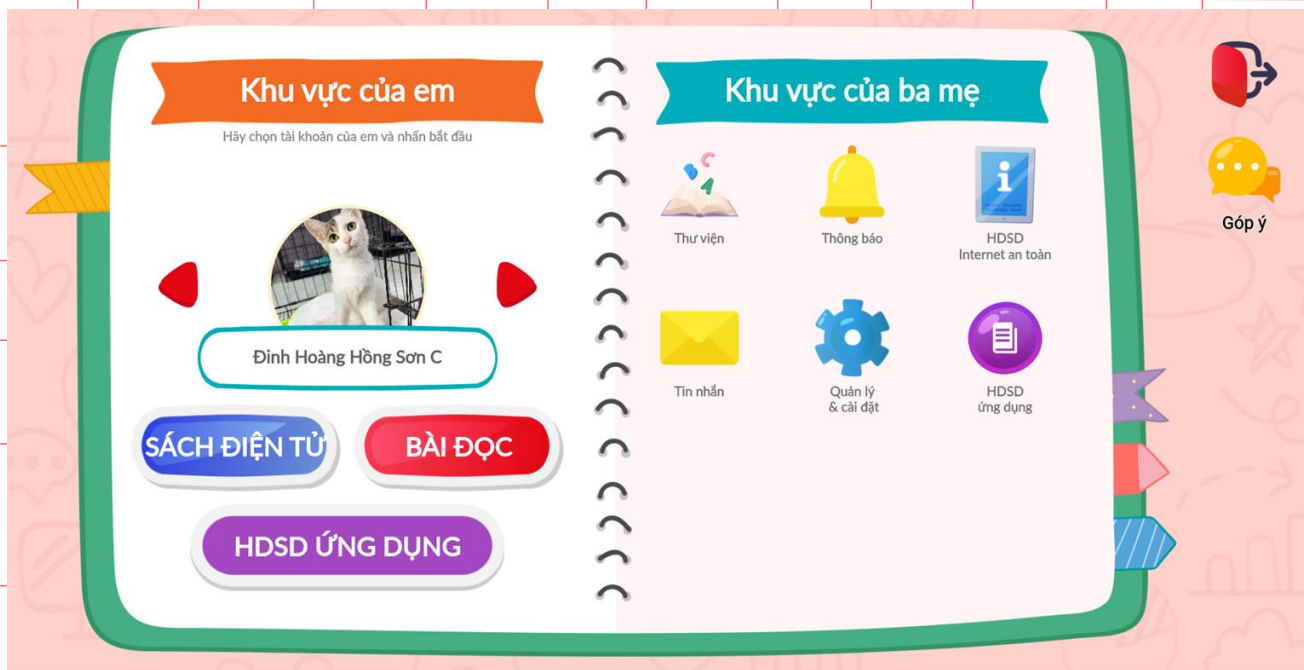 Khu vực của em
Hãy chọn tài khoản của em và nhấn bắt đầu
Đinh Hoàng Hồng Sơn C
SÁCH ĐIỆN TỬ
BÀI ĐỌC
HDSD ỨNG DỤNG
Khu vực của ba mẹ
Thư viện
Thông báo
HDSD
Internet an toàn
Tin nhắn
Quản lý
& cài đặt
HDSD
ứng dụng
Góp ý